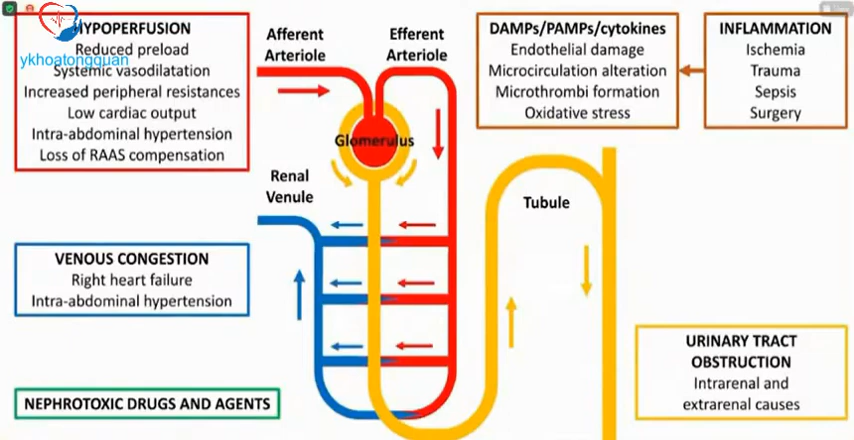 HYPOPERFUSION
Reduced preload
Systemic vasodilatation
Increased peripheral resistances
Low cardiac output
Intra-abdominal hypertension
Loss of RAAS compensation
ykhoatongquan
Afferent
Arteriole
Efferent
Arteriole
DAMPs/PAMPs/cytokines
Endothelial damage
Microcirculation alteration
Microthrombi formation
Oxidative stress
INFLAMMATION
Ischemia
Trauma
Sepsis
Surgery
Glomerulus
Renal
Venule
Tubule
VENOUS CONGESTION
Right heart failure
Intra-abdominal hypertension
URINARY TRACT
OBSTRUCTION
Intrarenal and
extrarenal causes
NEPHROTOXIC DRUGS AND AGENTS